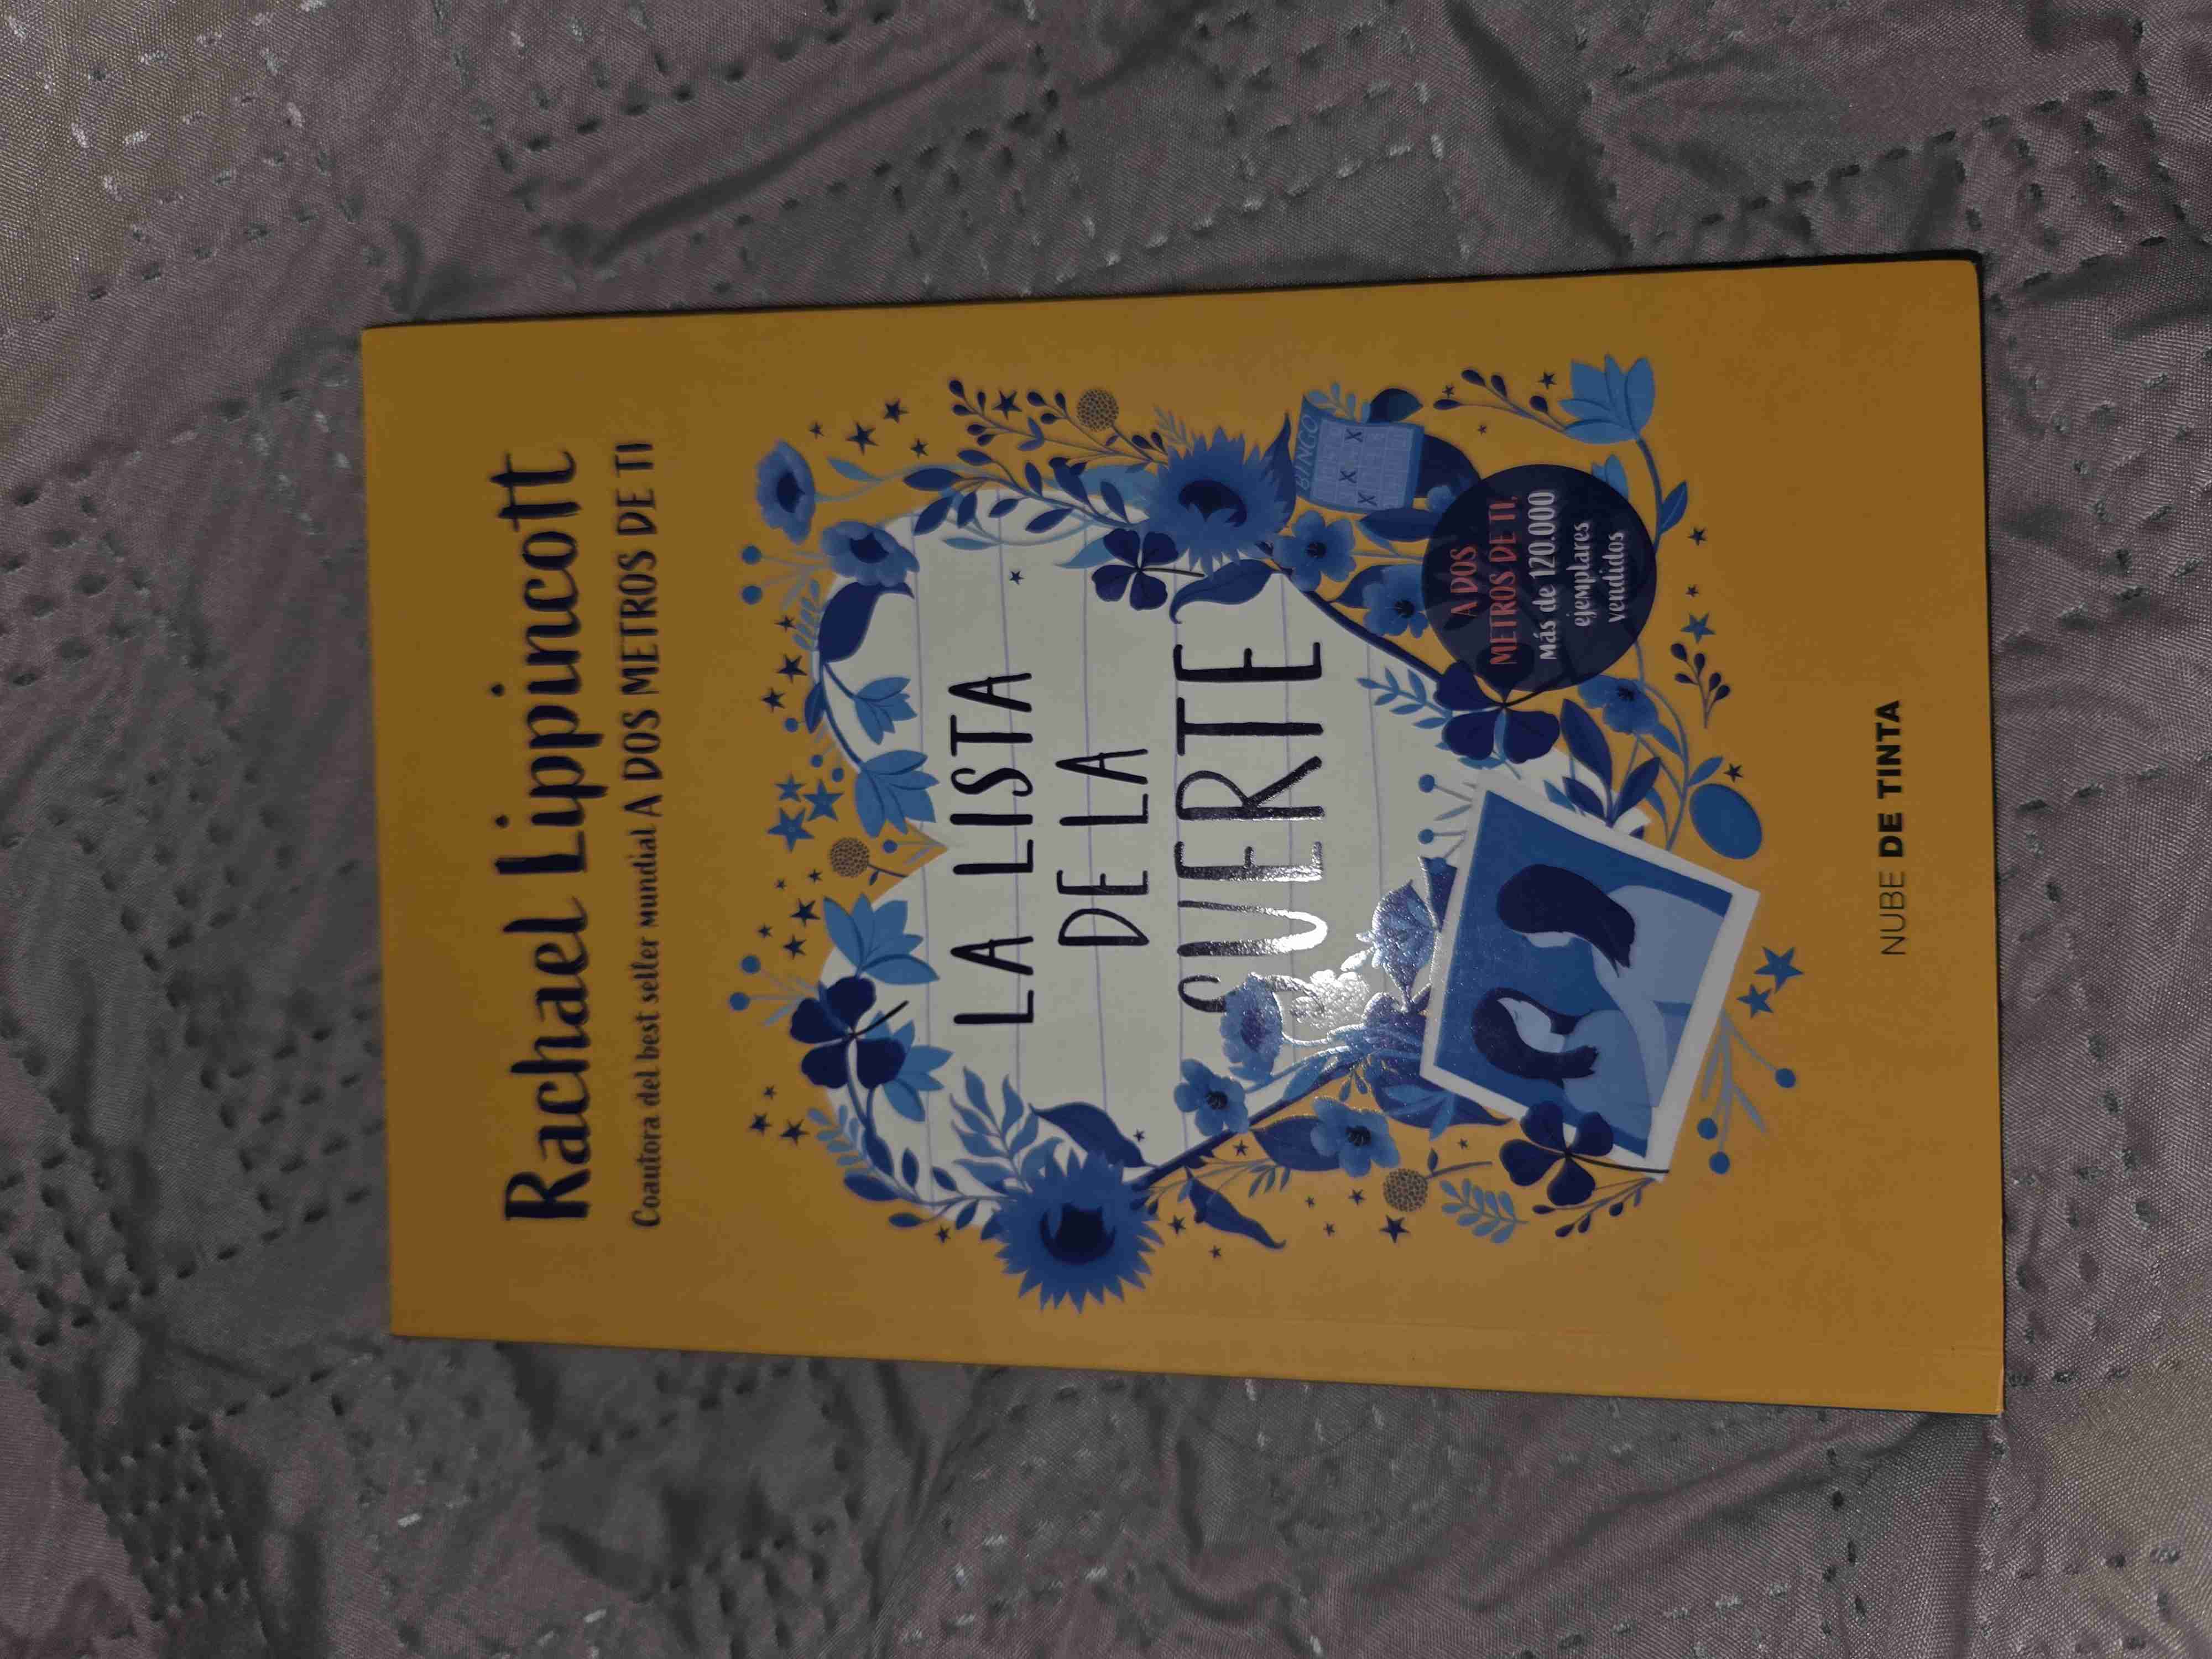 Rachael Lippincott
Coautora del best seller mundial A DOS METROS DE TI
LA LISTA
DE LA
SUERTE
BINGO
A DOS
METROS DE TI,
Más de 120.000
ejemplares
vendidos
NUBE DE TINTA